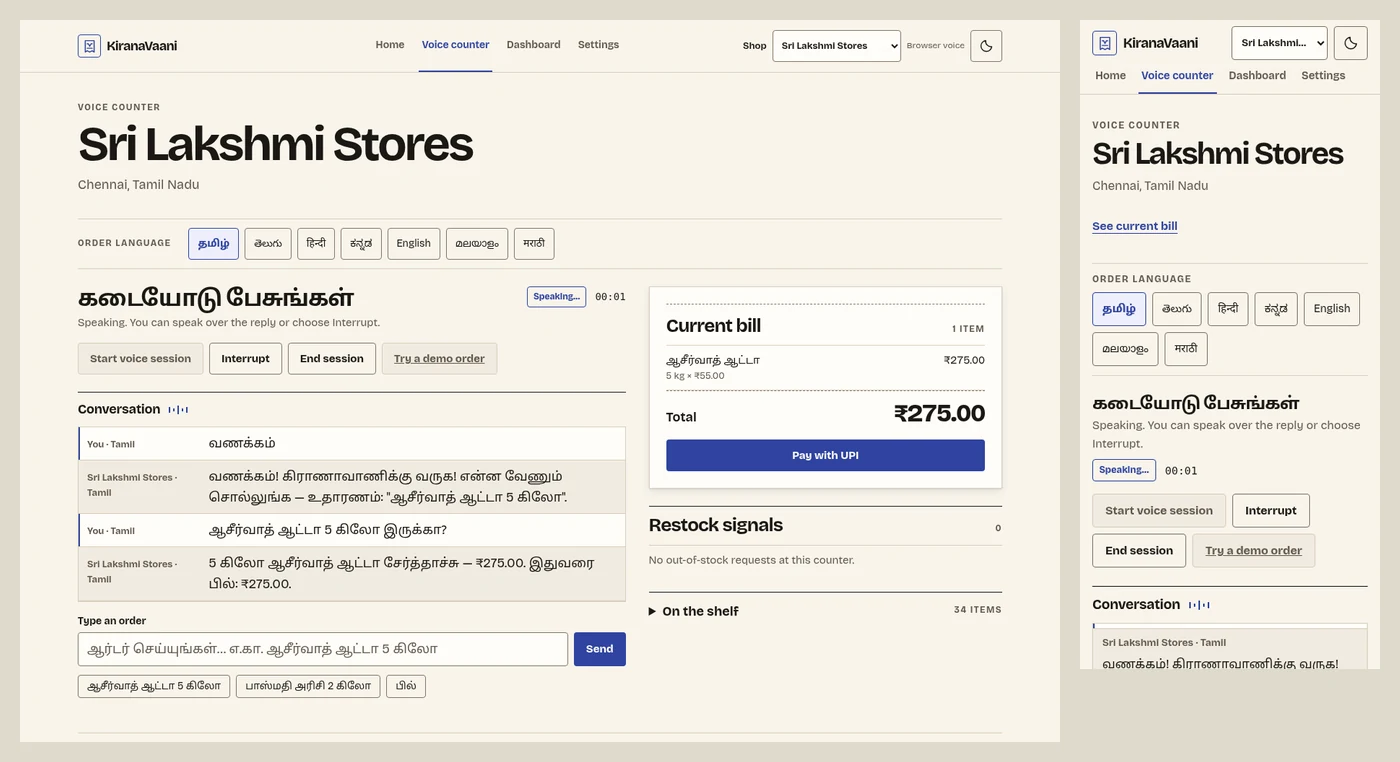 KiranaVaani
Home Voice counter Dashboard Settings
Shop Sri Lakshmi Stores Browser voice
VOICE COUNTER
Sri Lakshmi Stores
Chennai, Tamil Nadu
ORDER LANGUAGE தமிழ் తెలుగు हिन्दी ಕನ್ನಡ English മലയാളം मराठी
கடையோடு பேசுங்கள்
Speaking... 00:01
Speaking. You can speak over the reply or choose Interrupt.
Start voice session Interrupt End session Try a demo order
Conversation
You · Tamil
வணக்கம்
Sri Lakshmi Stores ·
Tamil
வணக்கம்! கிராணாவாணிக்கு வருக! என்ன வேணும்
சொல்லுங்க — உதாரணம்: "ஆசீர்வாத் ஆட்டா 5 கிலோ".
You · Tamil
ஆசீர்வாத் ஆட்டா 5 கிலோ இருக்கா?
Sri Lakshmi Stores ·
Tamil
5 கிலோ ஆசீர்வாத் ஆட்டா சேர்த்தாச்சு — ₹275.00. இதுவரை
பில்: ₹275.00.
Type an order
ஆர்டர் செய்யுங்கள்... எ.கா. ஆசீர்வாத் ஆட்டா 5 கிலோ
Send
ஆசீர்வாத் ஆட்டா 5 கிலோ பாஸ்மதி அரிசி 2 கிலோ பில்
Current bill 1 ITEM
ஆசீர்வாத் ஆட்டா ₹275.00
5 kg × ₹55.00
Total ₹275.00
Pay with UPI
Restock signals 0
No out-of-stock requests at this counter.
On the shelf 34 ITEMS
KiranaVaani Sri Lakshmi...
Home Voice counter Dashboard Settings
VOICE COUNTER
Sri Lakshmi Stores
Chennai, Tamil Nadu
See current bill
ORDER LANGUAGE
தமிழ் తెలుగు हिन्दी ಕನ್ನಡ English
മലയാളം मराठी
கடையோடு பேசுங்கள்
Speaking. You can speak over the reply or choose
Interrupt.
Speaking... 00:01
Start voice session Interrupt
End session Try a demo order
Conversation
Sri Lakshmi Stores · Tamil
வணக்கம்! கிராணாவாணிக்கு வருக!